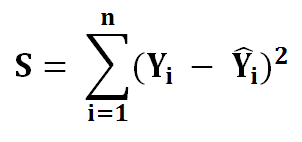 S = ∑_{i=1}^{n} (Y_i − Ŷ_i)^2